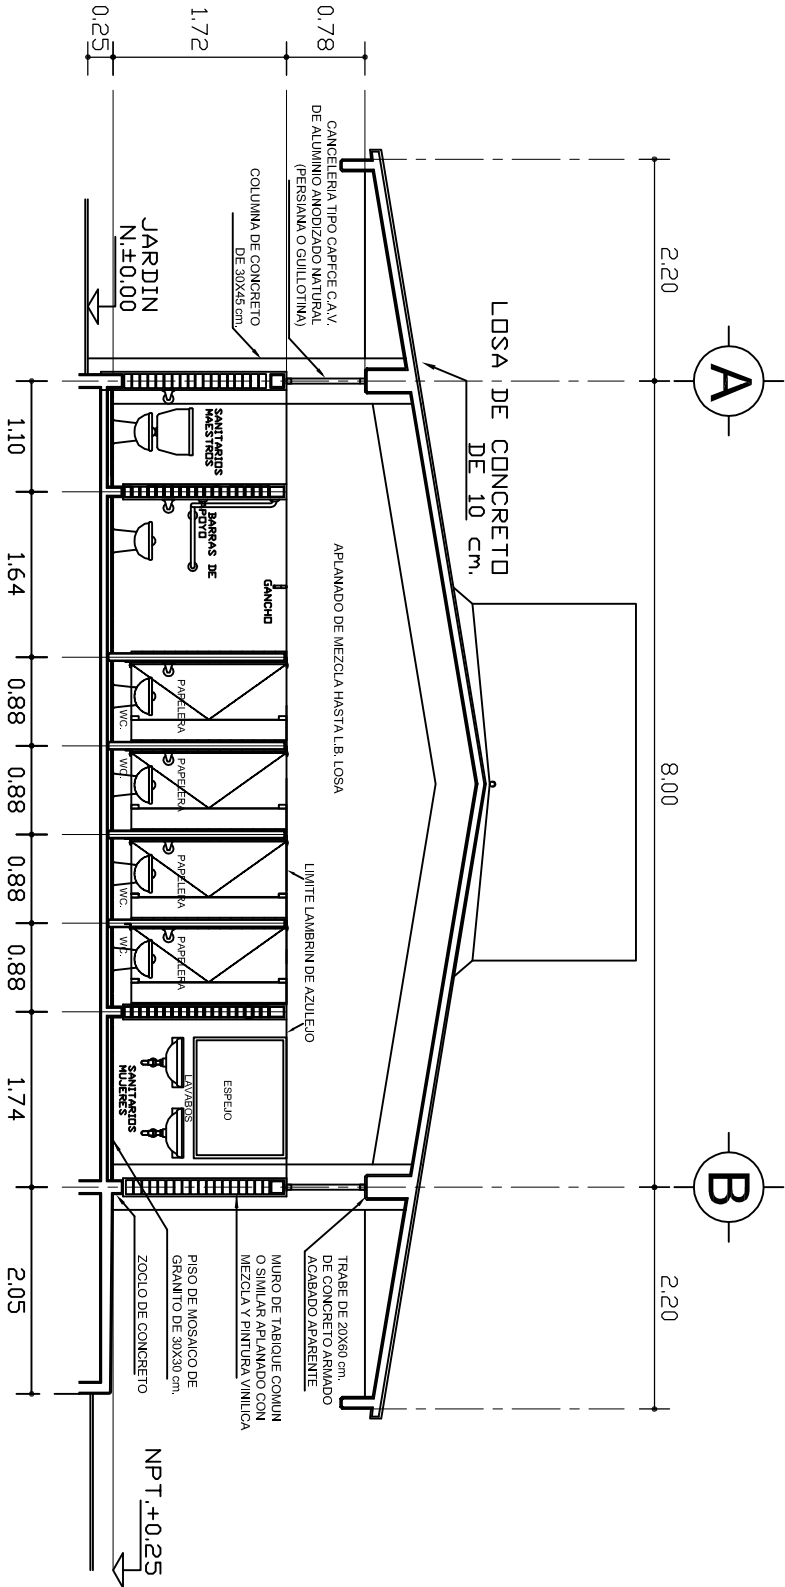 A
B
2.20
8.00
2.20
LOSA DE CONCRETO
DE 10 CM.
0.78
1.72
0.25
CANCELERIA TIPO CAPFCE C.A.V.
DE ALUMINIO ANODIZADO NATURAL
(PERSIANA O GUILLOTINA)
COLUMNA DE CONCRETO
DE 30X45 cm.
JARDIN
N.±0.00
APLANADO DE MEZCLA HASTA L.B. LOSA
LIMITE LAMBRIN DE AZULEJO
SANITARIOS
MAESTROS
BARRAS DE
APOYO
GANCHO
PAPELERA
WC.
PAPELERA
WC.
PAPELERA
WC.
PAPELERA
WC.
ESPEJO
LAVABOS
SANITARIOS
MUJERES
TRABE DE 20X60 cm.
DE CONCRETO ARMADO
ACABADO APARENTE
MURO DE TABIQUE COMUN
O SIMILAR APLANADO CON
MEZCLA Y PINTURA VINILICA
PISO DE MOSAICO DE
GRANITO DE 30X30 cm.
ZOCLO DE CONCRETO
NPT.+0.25
1.10
1.64
0.88
0.88
0.88
0.88
1.74
2.05